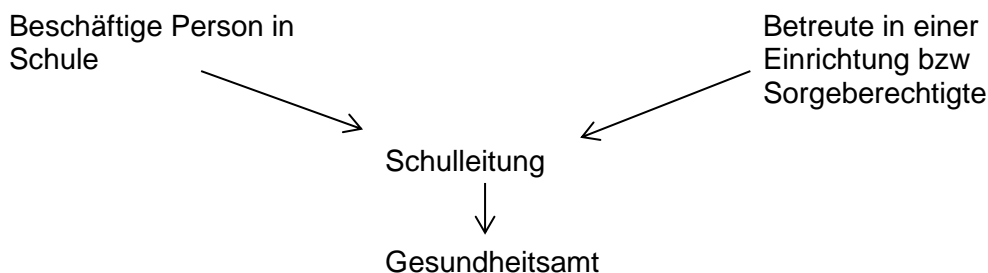 Beschäftige Person in
Schule
Betreute in einer
Einrichtung bzw
Sorgeberechtigte
Schulleitung
Gesundheitsamt